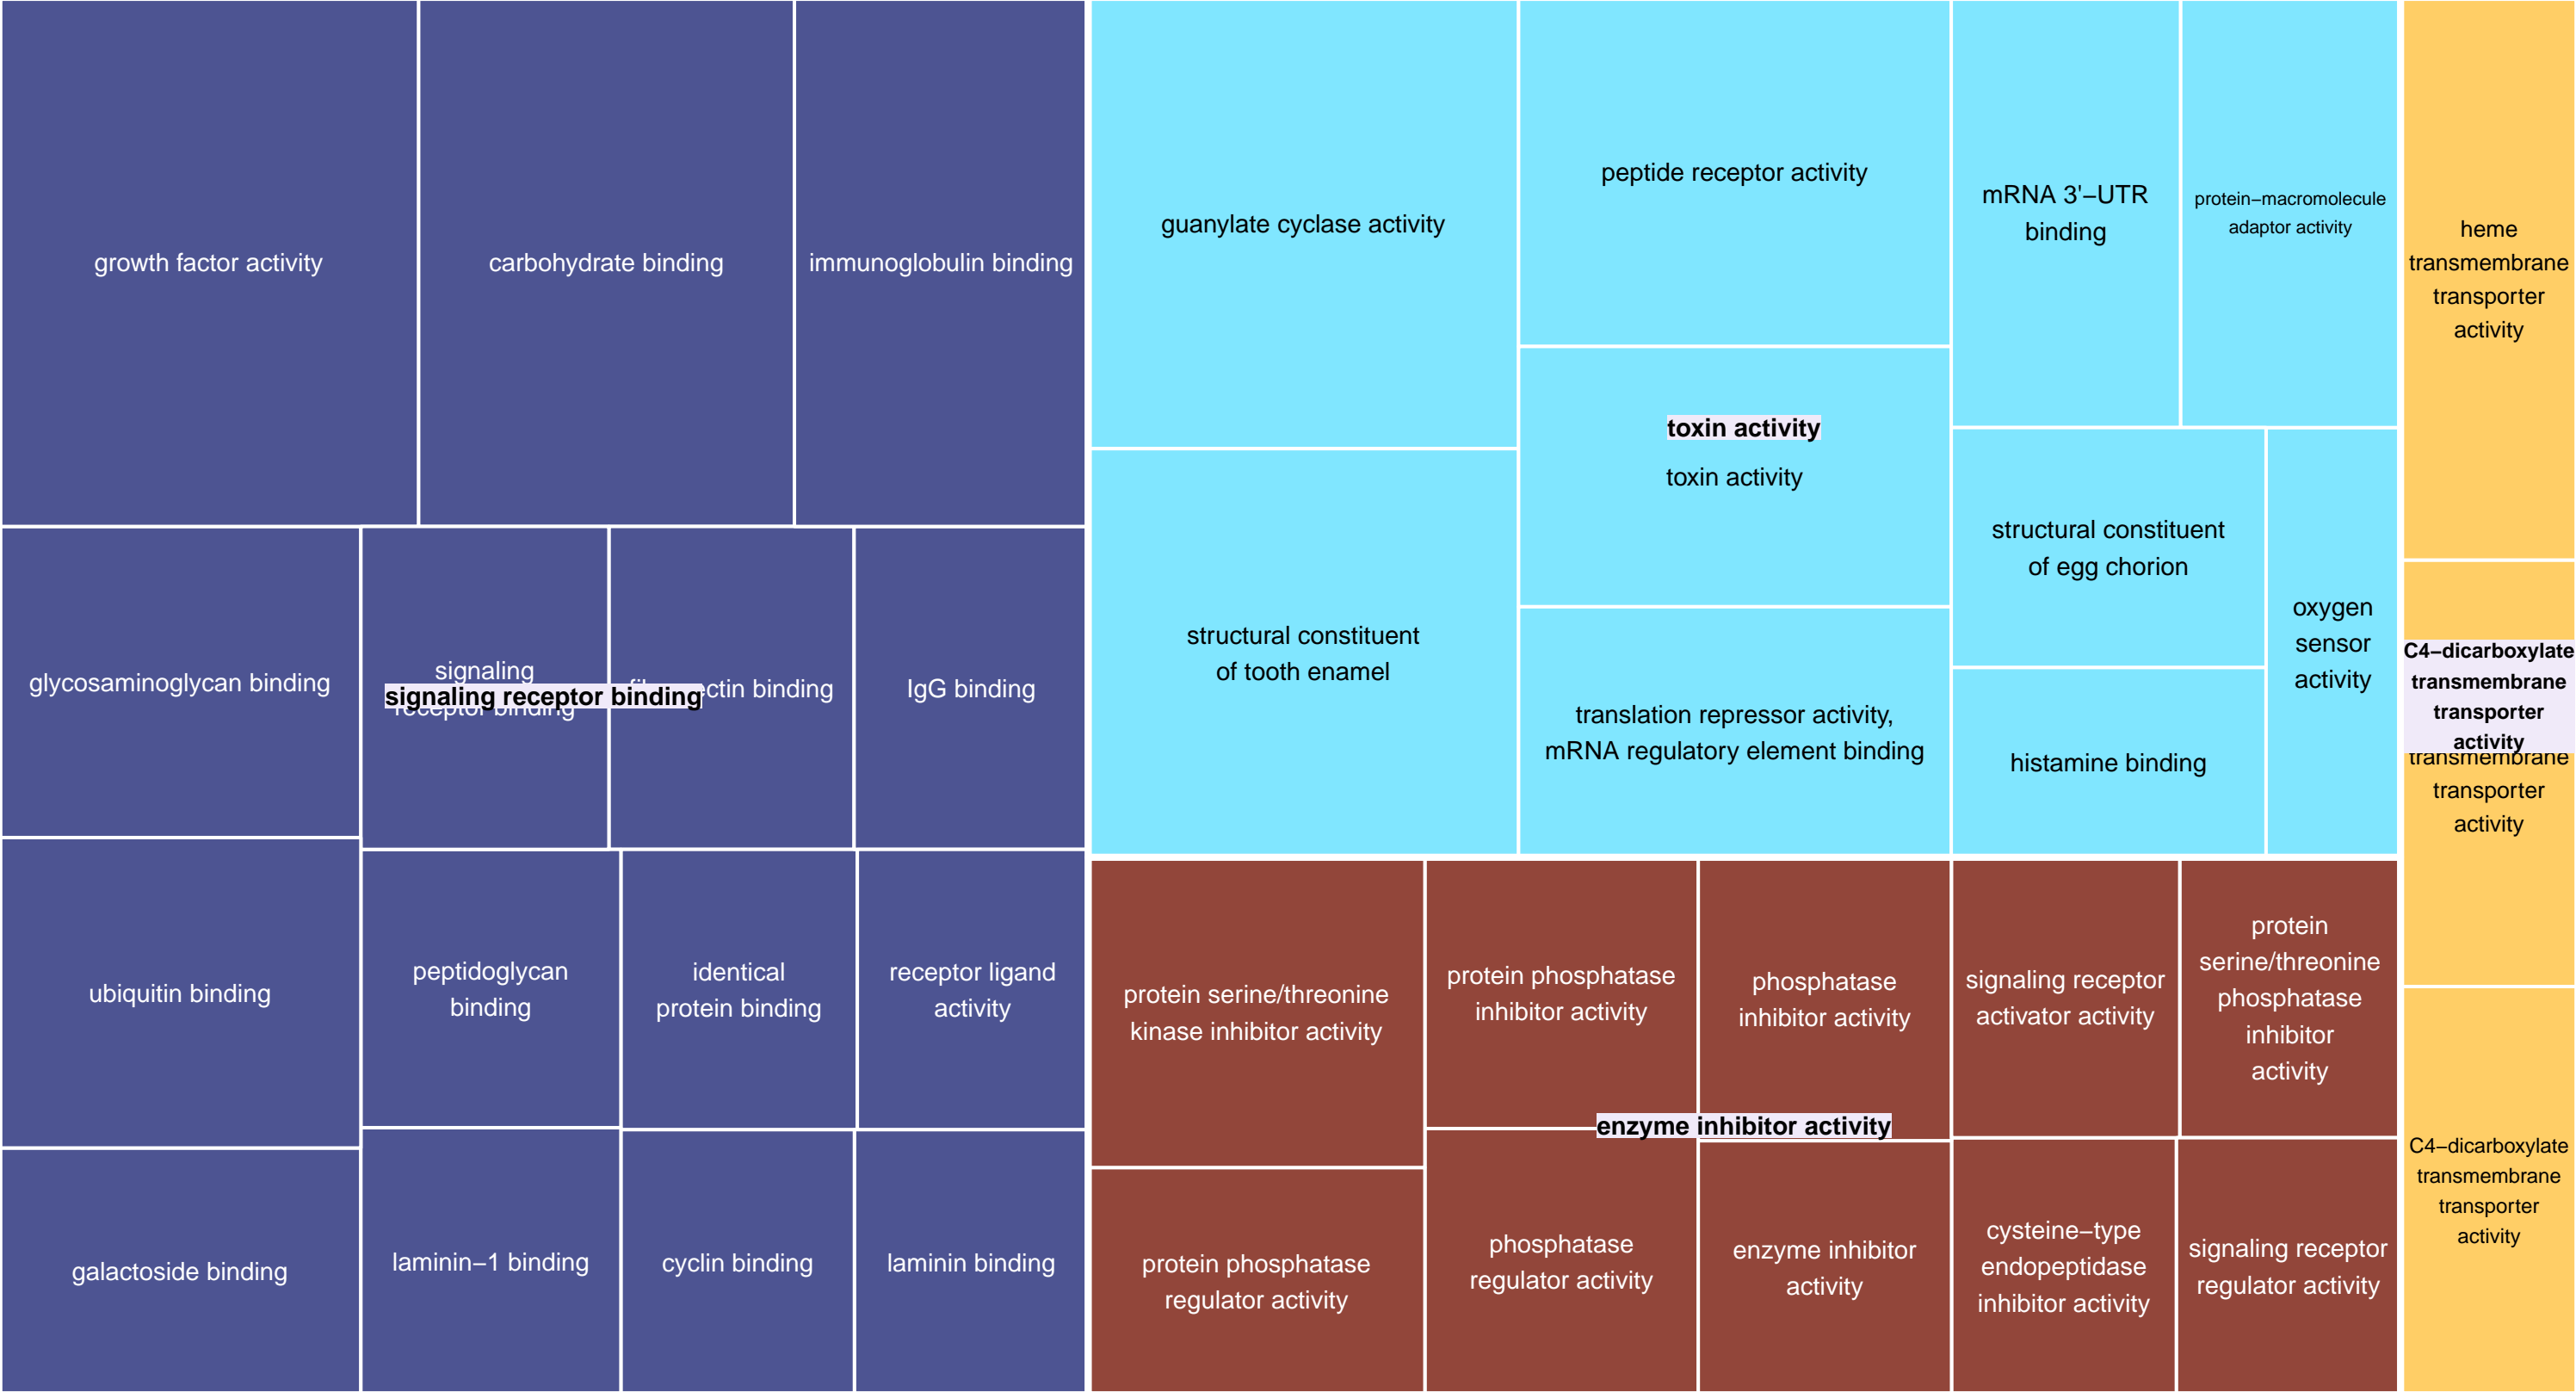 growth factor activity
carbohydrate binding
immunoglobulin binding
glycosaminoglycan binding
signaling
receptor binding
signaling receptor binding
binding
IgG binding
ubiquitin binding
peptidoglycan
binding
identical
protein binding
receptor ligand
activity
galactoside binding
laminin−1 binding
cyclin binding
laminin binding
guanylate cyclase activity
peptide receptor activity
mRNA 3'−UTR
binding
protein−macromolecule
adaptor activity
toxin activity
toxin activity
structural constituent
of tooth enamel
translation repressor activity,
mRNA regulatory element binding
structural constituent
of egg chorion
oxygen
sensor
activity
histamine binding
protein serine/threonine
kinase inhibitor activity
protein phosphatase
inhibitor activity
phosphatase
inhibitor activity
signaling receptor
activator activity
protein
serine/threonine
phosphatase
inhibitor
activity
enzyme inhibitor activity
protein phosphatase
regulator activity
phosphatase
regulator activity
enzyme inhibitor
activity
cysteine−type
endopeptidase
inhibitor activity
signaling receptor
regulator activity
heme
transmembrane
transporter
activity
C4−dicarboxylate
transmembrane
transporter
activity
transmembrane
transporter
activity
C4−dicarboxylate
transmembrane
transporter
activity